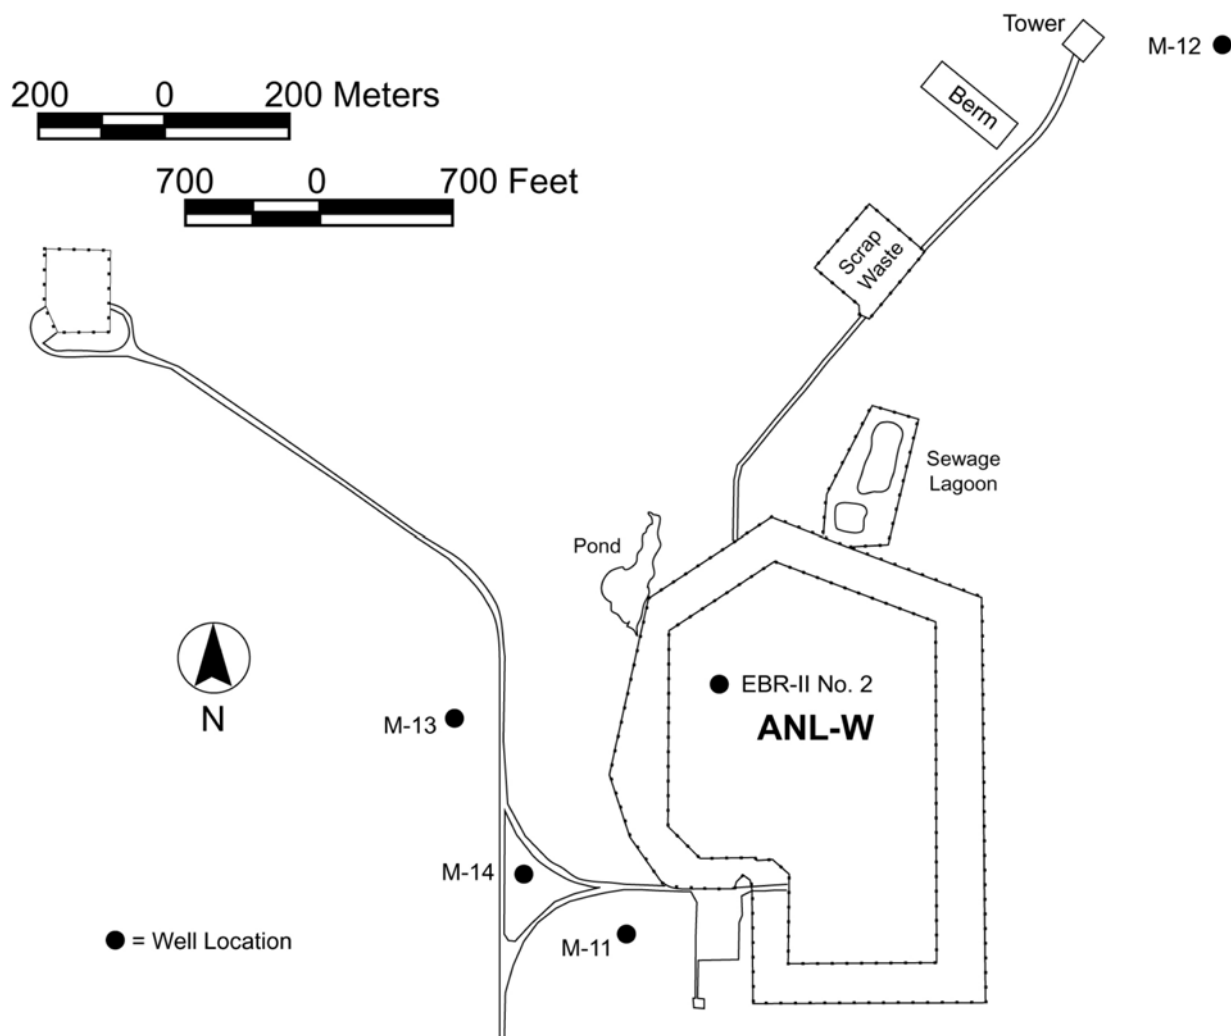 Tower
M-12
200 0 200 Meters
Berm
700 0 700 Feet
Scrap
Waste
Sewage
Lagoon
Pond
EBR-II No. 2
N
M-13
ANL-W
M-14
= Well Location
M-11